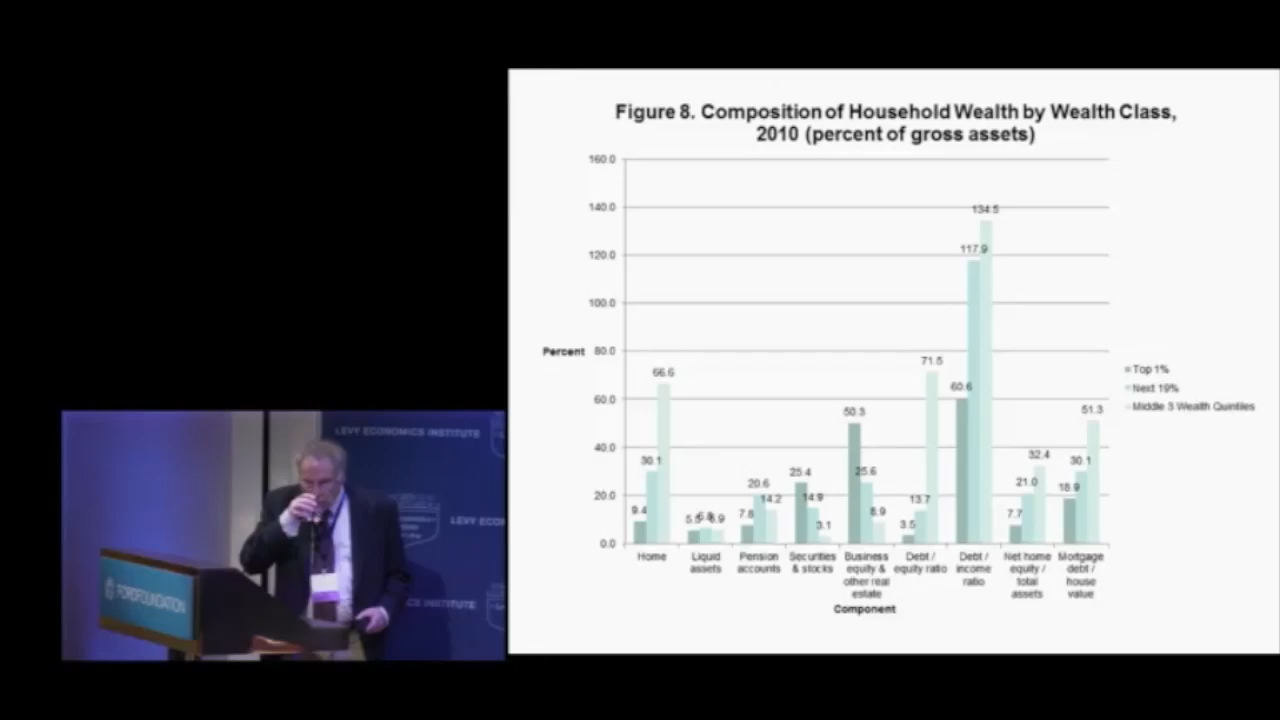 Figure 8. Composition of Household Wealth by Wealth Class,
2010 (percent of gross assets)
160.0
140.0
120.0
100.0
Percent 80.0
60.0
40.0
20.0
0.0
9.4 30.1 66.6
5.5 6.9
7.8 20.6 14.2
25.4 14.9 3.1
50.3 25.6 8.9
3.5 13.7 71.5
60.6 117.9 134.5
7.7 21.0 32.4
18.9 30.1 51.3
Home
Liquid
assets
Pension
accounts
Securities
& stocks
Business
equity &
other real
estate
Debt /
equity ratio
Debt /
income
ratio
Net home
equity /
total
assets
Mortgage
debt /
house
value
Component
Top 1%
Next 19%
Middle 3 Wealth Quintiles
LEVY ECONOMICS INSTITUTE
LEVY ECON
INSTITUTE
FORDFOUNDATION